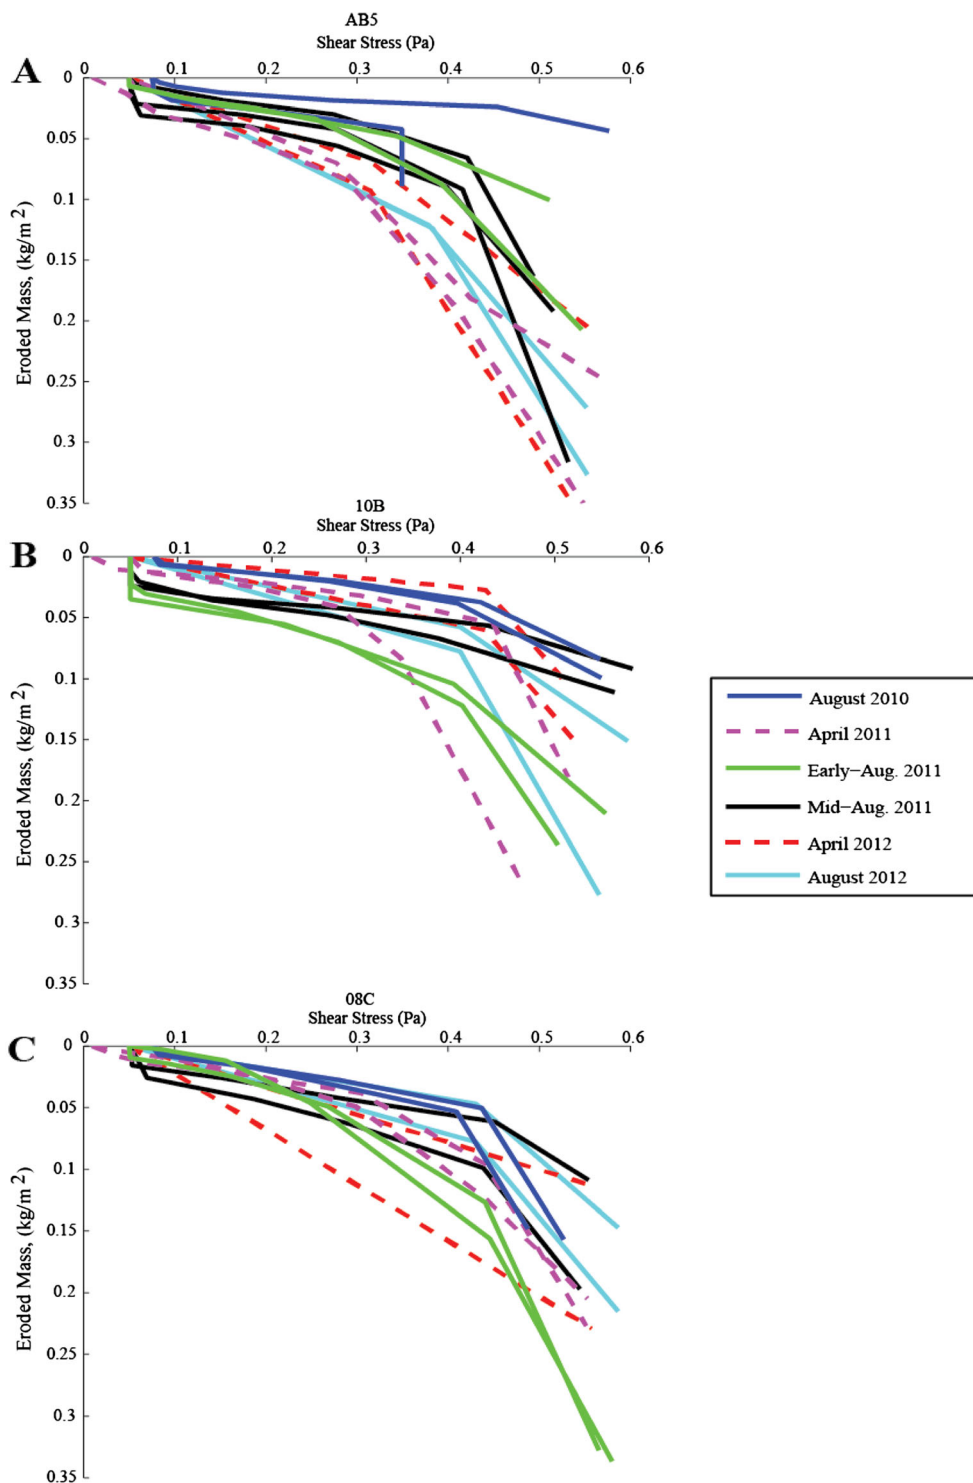 AB5
Shear Stress (Pa)
A
0 0.1 0.2 0.3 0.4 0.5 0.6
0
0.05
0.1
0.15
0.2
0.25
0.3
0.35
Eroded Mass, (kg/m²)
10B
Shear Stress (Pa)
B
0 0.1 0.2 0.3 0.4 0.5 0.6
0
0.05
0.1
0.15
0.2
0.25
0.3
0.35
Eroded Mass, (kg/m²)
August 2010
April 2011
Early−Aug. 2011
Mid−Aug. 2011
April 2012
August 2012
08C
Shear Stress (Pa)
C
0 0.1 0.2 0.3 0.4 0.5 0.6
0
0.05
0.1
0.15
0.2
0.25
0.3
0.35
Eroded Mass, (kg/m²)